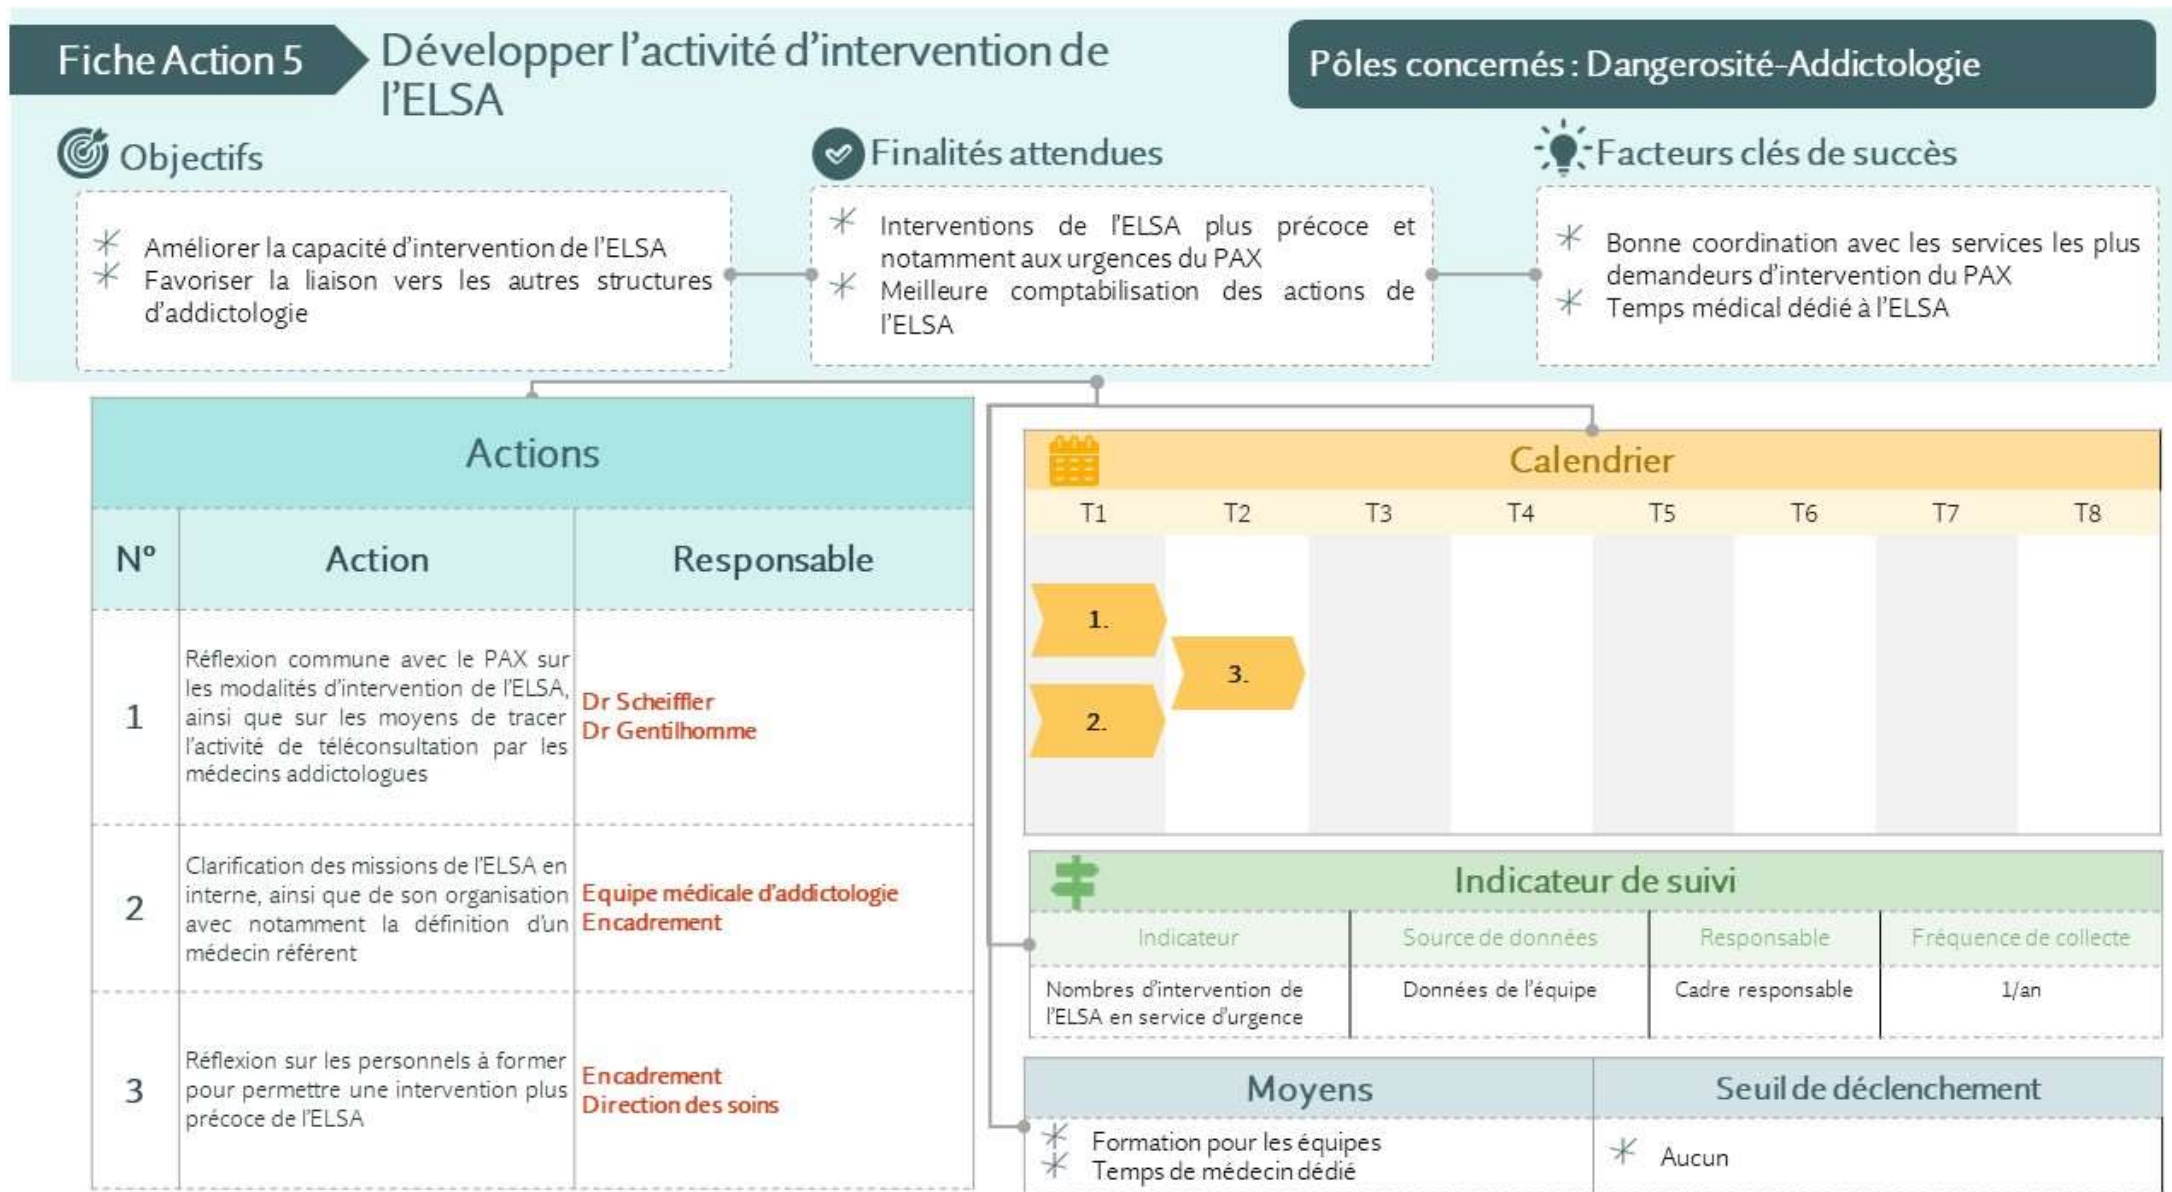 Fiche Action 5
Développer l'activité d'intervention de
l'ELSA
Pôles concernés : Dangerosité-Addictologie
Objectifs
Améliorer la capacité d'intervention de l'ELSA
Favoriser la liaison vers les autres structures
d'addictologie
Finalités attendues
Interventions de l'ELSA plus précoce et
notamment aux urgences du PAX
Meilleure comptabilisation des actions de
l'ELSA
Facteurs clés de succès
Bonne coordination avec les services les plus
demandeurs d'intervention du PAX
Temps médical dédié à l'ELSA
Actions
N° Action Responsable
1
Réflexion commune avec le PAX sur
les modalités d'intervention de l'ELSA,
ainsi que sur les moyens de tracer
l'activité de téléconsultation par les
médecins addictologues
Dr Scheiffler
Dr Gentilhomme
2
Clarification des missions de l'ELSA en
interne, ainsi que de son organisation
avec notamment la définition d'un
médecin référent
Equipe médicale d'addictologie
Encadrement
3
Réflexion sur les personnels à former
pour permettre une intervention plus
précoce de l'ELSA
Encadrement
Direction des soins
Calendrier
T1 T2 T3 T4 T5 T6 T7 T8
1.
3.
2.
Indicateur de suivi
Indicateur Source de données Responsable Fréquence de collecte
Nombres d'intervention de
l'ELSA en service d'urgence
Données de l'équipe
Cadre responsable
1/an
Moyens
Formation pour les équipes
Temps de médecin dédié
Seuil de déclenchement
Aucun